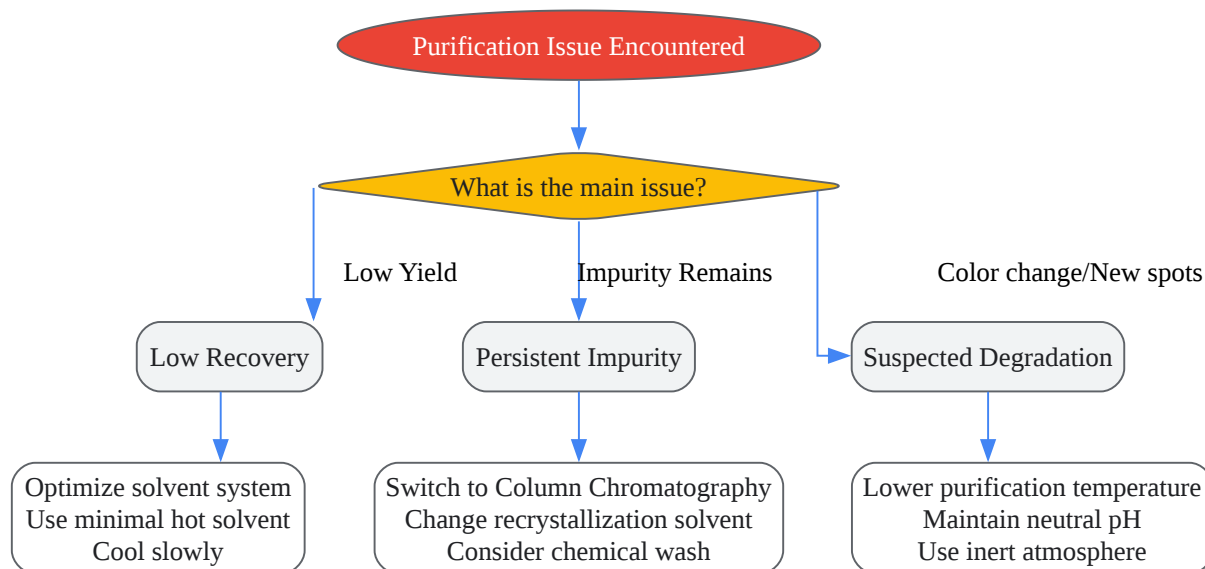 Purification Issue Encountered
What is the main issue?
Low Yield
Impurity Remains
Color change/New spots
Low Recovery
Persistent Impurity
Suspected Degradation
Optimize solvent system
Use minimal hot solvent
Cool slowly
Switch to Column Chromatography
Change recrystallization solvent
Consider chemical wash
Lower purification temperature
Maintain neutral pH
Use inert atmosphere